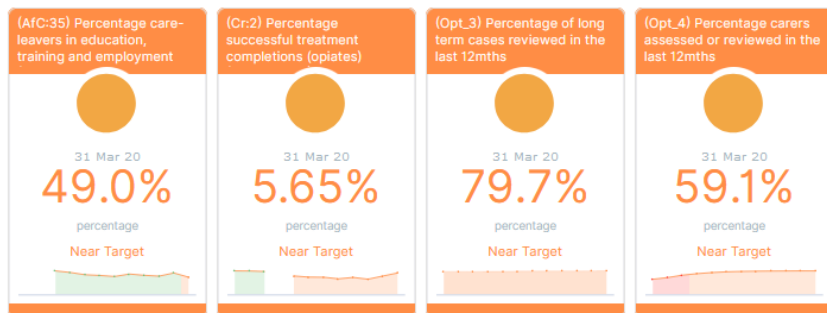 (AfC:35) Percentage care-
leavers in education,
training and employment
31 Mar 20
49.0%
percentage
Near Target
(Cr:2) Percentage
successful treatment
completions (opiates)
31 Mar 20
5.65%
percentage
Near Target
(Opt_3) Percentage of long
term cases reviewed in the
last 12mths
31 Mar 20
79.7%
percentage
Near Target
(Opt_4) Percentage carers
assessed or reviewed in the
last 12mths
31 Mar 20
59.1%
percentage
Near Target